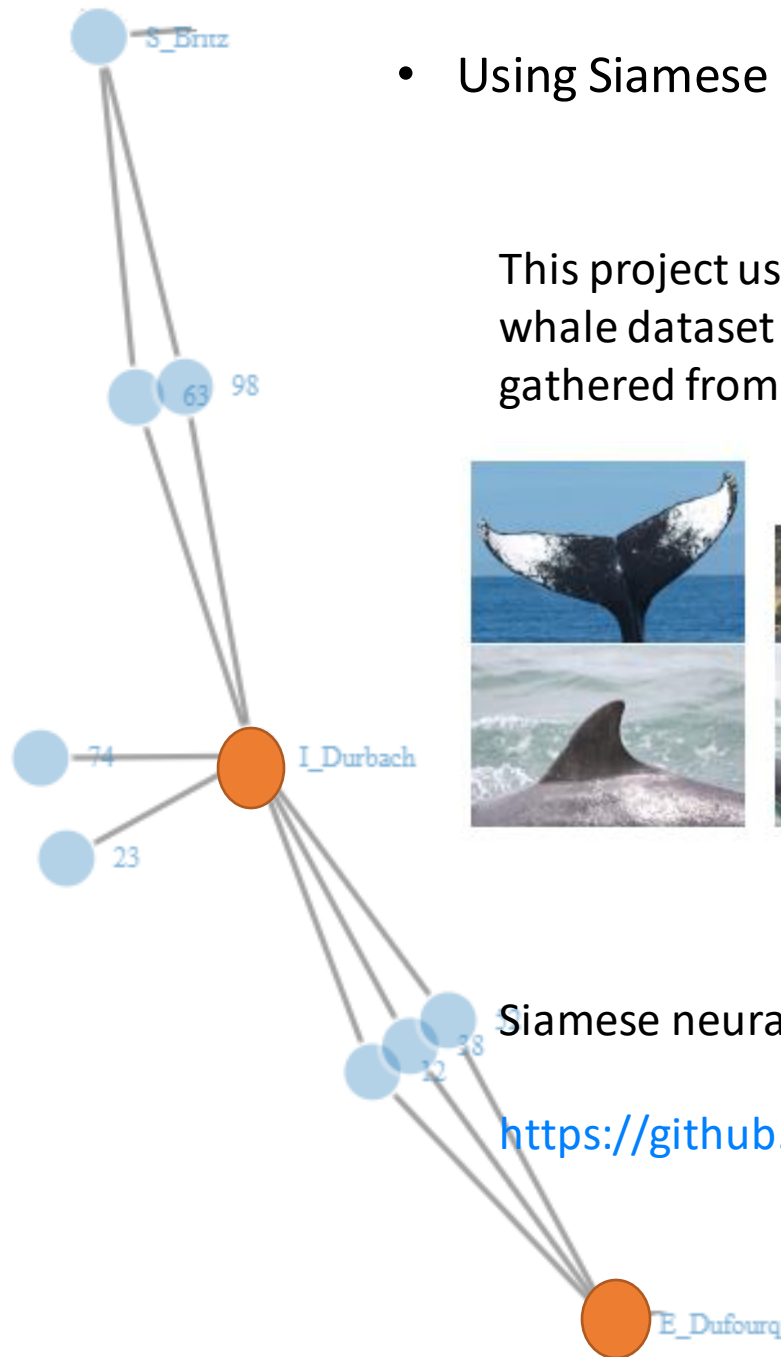 S_Britz
• Using Siamese
This project us
whale dataset
gathered from
63
98
74
I_Durbach
23
Siamese neura
38
12
https://github.
E_Dufourq